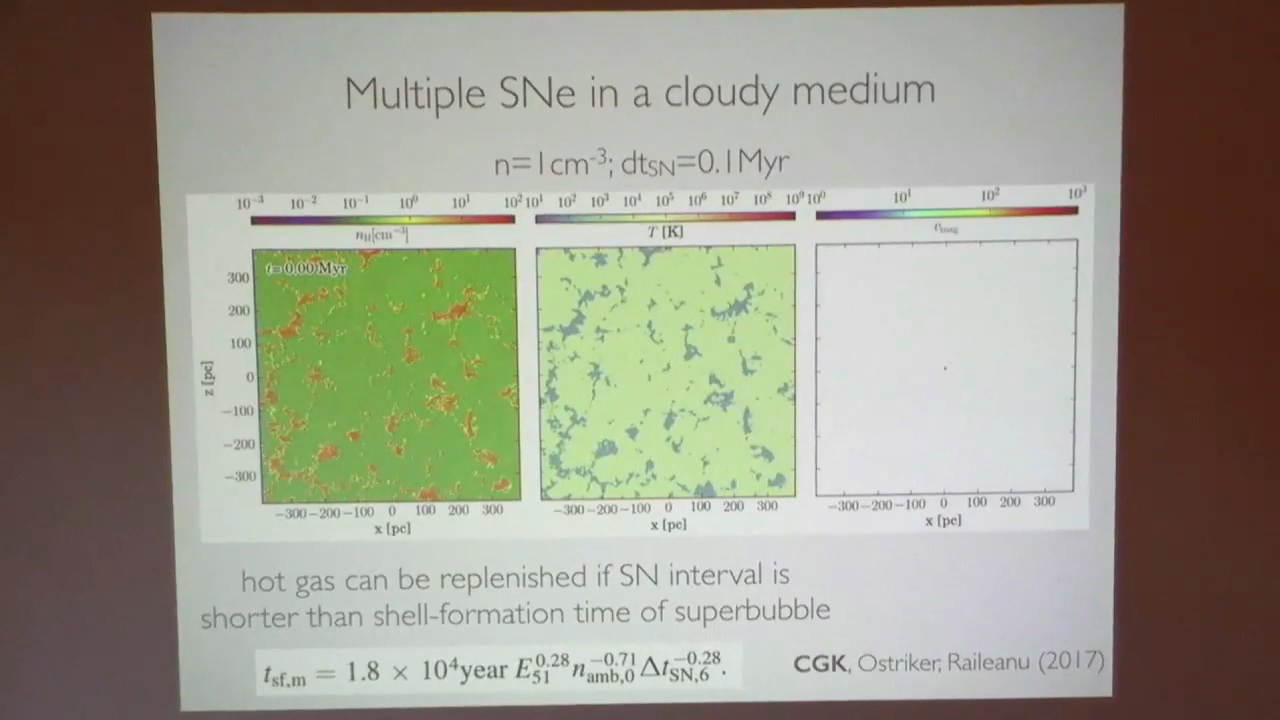 Multiple SNe in a cloudy medium
n=1cm⁻³; dtSN=0.1Myr
10⁻³ 10⁻² 10⁻¹ 10⁰ 10¹ 10²
10¹ 10² 10³ 10⁴ 10⁵ 10⁶ 10⁷ 10⁸ 10⁹
10⁰ 10¹ 10² 10³
n_H[cm⁻³]
T [K]
t=0.00 Myr
300
200
100
0
−100
−200
−300
z [pc]
−300 −200 −100 0 100 200 300
−300 −200 −100 0 100 200 300
−300 −200 −100 0 100 200 300
x [pc]
x [pc]
x [pc]
hot gas can be replenished if SN interval is
shorter than shell-formation time of superbubble
t_sf,m = 1.8 × 10⁴year E_51^0.28 n_amb,0^−0.71 Δt_SN,6^−0.28.
CGK, Ostriker, Raileanu (2017)